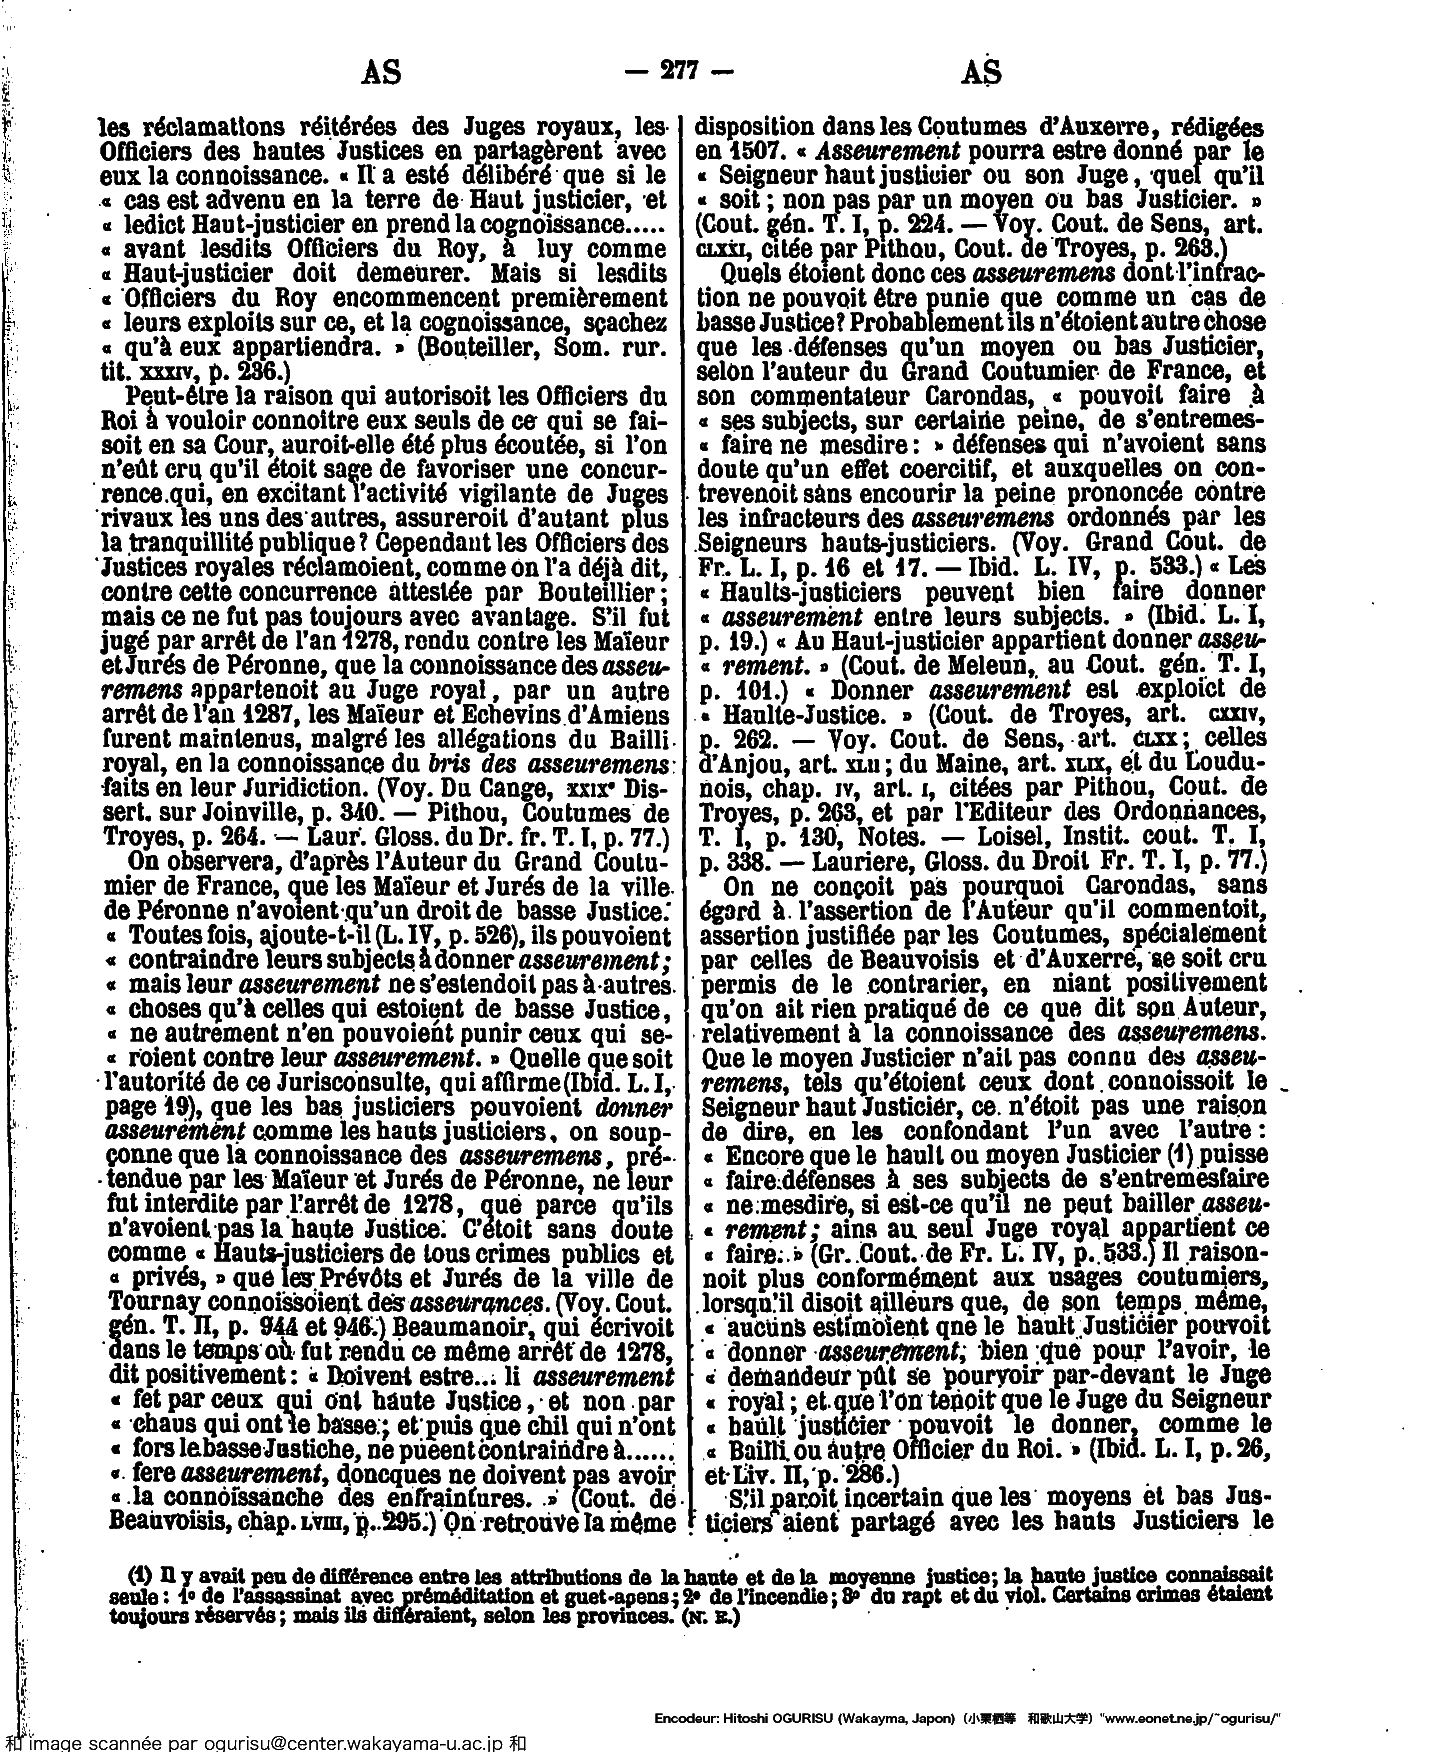 AS — 277 — AS
les réclamations réitérées des Juges royaux, les
Officiers des hautes Justices en partagèrent avec
eux la connoissance. « Il a esté délibéré que si le
« cas est advenu en la terre de Haut justicier, et
« ledict Haut-justicier en prend la cognoissance.....
« avant lesdits Officiers du Roy, à luy comme
« Haut-justicier doit demeurer. Mais si lesdits
« Officiers du Roy encommencent premièrement
« leurs exploits sur ce, et la cognoissance, sçachez
« qu'à eux appartiendra. » (Bouteiller, Som. rur.
tit. XXXIV, p. 236.)
Peut-être la raison qui autorisoit les Officiers du
Roi à vouloir connoitre eux seuls de ce qui se fai-
soit en sa Cour, auroit-elle été plus écoutée, si l'on
n'eût cru qu'il étoit sage de favoriser une concur-
rence qui, en excitant l'activité vigilante de Juges
rivaux les uns des autres, assureroit d'autant plus
la tranquillité publique? Cependant les Officiers des
Justices royales réclamoient, comme on l'a déjà dit,
contre cette concurrence attestée par Bouteillier;
mais ce ne fut pas toujours avec avantage. S'il fut
jugé par arrêt de l'an 1278, rendu contre les Maïeur
et Jurés de Péronne, que la connoissance des asseu-
remens appartenoit au Juge royal, par un autre
arrêt de l'an 1287, les Maïeur et Echevins d'Amiens
furent maintenus, malgré les allégations du Bailli
royal, en la connoissance du bris des asseuremens
faits en leur Juridiction. (Voy. Du Cange, XXIXe Dis-
sert. sur Joinville, p. 340. — Pithou, Coutumes de
Troyes, p. 264. — Laur. Gloss. du Dr. fr. T. I, p. 77.)
On observera, d'après l'Auteur du Grand Coutu-
mier de France, que les Maïeur et Jurés de la ville
de Péronne n'avoient qu'un droit de basse Justice.
« Toutes fois, ajoute-t-il (L. IV, p. 526), ils pouvoient
« contraindre leurs subjects à donner asseurement;
« mais leur asseurement ne s'estendoit pas à autres
« choses qu'à celles qui estoient de basse Justice,
« ne autrement n'en pouvoient punir ceux qui se-
« roient contre leur asseurement. » Quelle que soit
l'autorité de ce Jurisconsulte, qui affirme (Ibid. L. I,
page 19), que les bas justiciers pouvoient donner
asseurement comme les hauts justiciers, on soup-
çonne que la connoissance des asseuremens, pré-
tendue par les Maïeur et Jurés de Péronne, ne leur
fut interdite par l'arrêt de 1278, que parce qu'ils
n'avoient pas la haute Justice. C'étoit sans doute
comme « Hauts-justiciers de tous crimes publics et
« privés, » que les Prévôts et Jurés de la ville de
Tournay connoissoient des asseurances. (Voy. Cout.
gén. T. II, p. 944 et 946.) Beaumanoir, qui écrivoit
dans le temps où fut rendu ce même arrêt de 1278,
dit positivement: « Doivent estre... li asseurement
« fet par ceux qui ont haute Justice, et non par
« chaus qui ont le basse; et puis que chil qui n'ont
« fors le basse Justiche, ne pueent contraindre à......
« fere asseurement, doncques ne doivent pas avoir
« la connoissanche des enfraintures. » (Cout. de
Beauvoisis, chap. LVIII, p. 295.) On retrouve la même
disposition dans les Coutumes d'Auxerre, rédigées
en 1507. « Asseurement pourra estre donné par le
« Seigneur haut justicier ou son Juge, quel qu'il
« soit; non pas par un moyen ou bas Justicier. »
(Cout. gén. T. I, p. 224. — Voy. Cout. de Sens, art.
CLXXI, citée par Pithou, Cout. de Troyes, p. 263.)
Quels étoient donc ces asseuremens dont l'infrac-
tion ne pouvoit être punie que comme un cas de
basse Justice? Probablement ils n'étoient autre chose
que les défenses qu'un moyen ou bas Justicier,
selon l'auteur du Grand Coutumier de France, et
son commentateur Carondas, « pouvoit faire à
« ses subjects, sur certaine peine, de s'entremes-
« faire ne mesdire: » défenses qui n'avoient sans
doute qu'un effet coercitif, et auxquelles on con-
trevenoit sans encourir la peine prononcée contre
les infracteurs des asseuremens ordonnés par les
Seigneurs hauts-justiciers. (Voy. Grand Cout. de
Fr. L. I, p. 16 et 17. — Ibid. L. IV, p. 533.) « Les
« Haults-justiciers peuvent bien faire donner
« asseurement entre leurs subjects. » (Ibid. L. I,
p. 19.) « Au Haut-justicier appartient donner asseu-
« rement. » (Cout. de Meleun, au Cout. gén. T. I,
p. 101.) « Donner asseurement est exploict de
« Haulte-Justice. » (Cout. de Troyes, art. CXXIV,
p. 262. — Voy. Cout. de Sens, art. CLXX; celles
d'Anjou, art. XLII; du Maine, art. XLIX, et du Loudu-
nois, chap. IV, art. I, citées par Pithou, Cout. de
Troyes, p. 263, et par l'Editeur des Ordonnances,
T. I, p. 130, Notes. — Loisel, Instit. cout. T. I,
p. 338. — Lauriere, Gloss. du Droit Fr. T. I, p. 77.)
On ne conçoit pas pourquoi Carondas, sans
égard à l'assertion de l'Auteur qu'il commentoit,
assertion justifiée par les Coutumes, spécialement
par celles de Beauvoisis et d'Auxerre, se soit cru
permis de le contrarier, en niant positivement
qu'on ait rien pratiqué de ce que dit son Auteur,
relativement à la connoissance des asseuremens.
Que le moyen Justicier n'ait pas connu des asseu-
remens, tels qu'étoient ceux dont connoissoit le
Seigneur haut Justicier, ce n'étoit pas une raison
de dire, en les confondant l'un avec l'autre:
« Encore que le hault ou moyen Justicier (1) puisse
« faire défenses à ses subjects de s'entremesfaire
« ne mesdire, si est-ce qu'il ne peut bailler asseu-
« rement; ains au seul Juge royal appartient ce
« faire. » (Gr. Cout. de Fr. L. IV, p. 533.) Il raison-
noit plus conformément aux usages coutumiers,
lorsqu'il disoit ailleurs que, de son temps même,
« aucuns estimoient qne le hault Justicier pouvoit
« donner asseurement; bien que pour l'avoir, le
« demandeur pût se pourvoir par-devant le Juge
« royal; et que l'on tenoit que le Juge du Seigneur
« hault justicier pouvoit le donner, comme le
« Bailli ou autre Officier du Roi. » (Ibid. L. I, p. 26,
et Liv. II, p. 286.)
S'il paroit incertain que les moyens et bas Jus-
ticiers aient partagé avec les hauts Justiciers le
(1) Il y avait peu de différence entre les attributions de la haute et de la moyenne justice; la haute justice connaissait
seule: 1o de l'assassinat avec préméditation et guet-apens; 2o de l'incendie; 3o du rapt et du viol. Certains crimes étaient
toujours réservés; mais ils différaient, selon les provinces. (N. E.)
Encodeur: Hitoshi OGURISU (Wakayma, Japon) (小栗栖等 和歌山大学) "www.eonet.ne.jp/~ogurisu/"
和 image scannée par ogurisu@center.wakayama-u.ac.jp 和